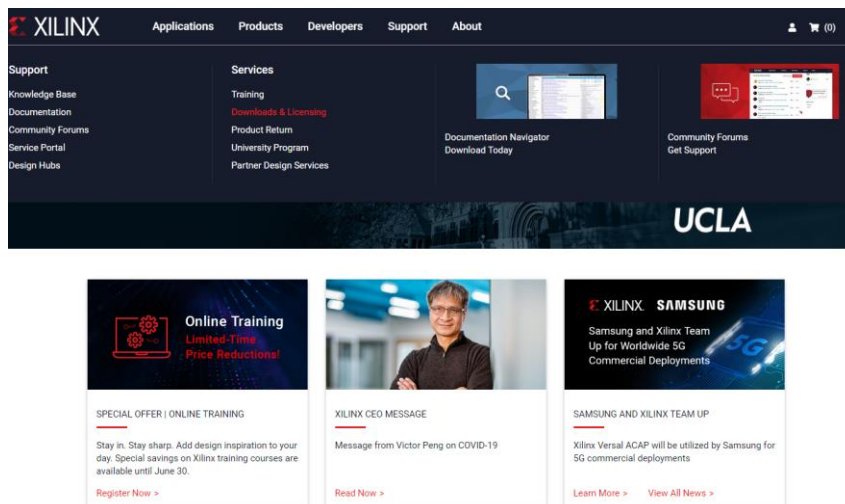 XILINX
Applications Products Developers Support About
(0)
Support
Knowledge Base
Documentation
Community Forums
Service Portal
Design Hubs
Services
Training
Downloads & Licensing
Product Return
University Program
Partner Design Services
Documentation Navigator
Download Today
Community Forums
Get Support
UCLA
Online Training
Limited-Time
Price Reductions!
SPECIAL OFFER | ONLINE TRAINING
Stay in. Stay sharp. Add design inspiration to your
day. Special savings on Xilinx training courses are
available until June 30.
Register Now >
XILINX CEO MESSAGE
Message from Victor Peng on COVID-19
Read Now >
XILINX. SAMSUNG
Samsung and Xilinx Team
Up for Worldwide 5G
Commercial Deployments
5G
SAMSUNG AND XILINX TEAM UP
Xilinx Versal ACAP will be utilized by Samsung for
5G commercial deployments
Learn More > View All News >